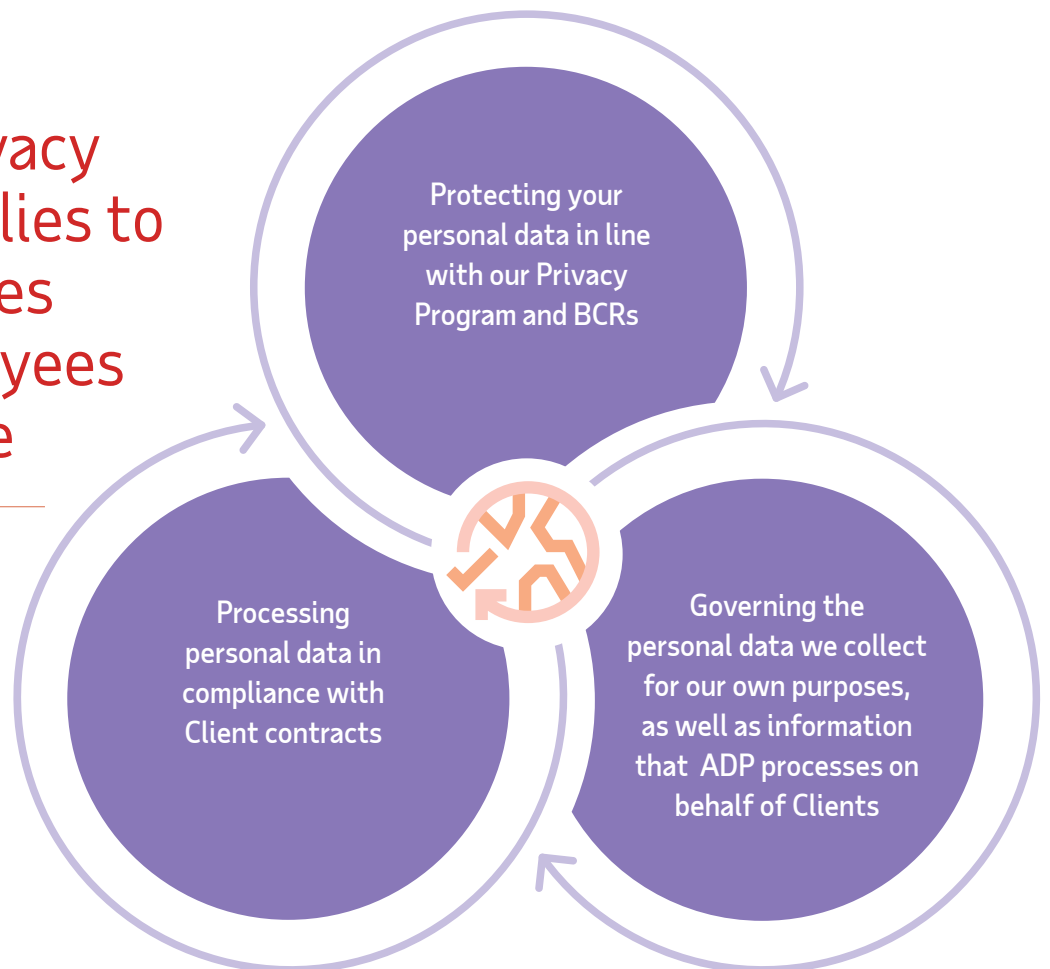 vacy
lies to
es
yees
e
Protecting your
personal data in line
with our Privacy
Program and BCRs
Processing
personal data in
compliance with
Client contracts
Governing the
personal data we collect
for our own purposes,
as well as information
that ADP processes on
behalf of Clients